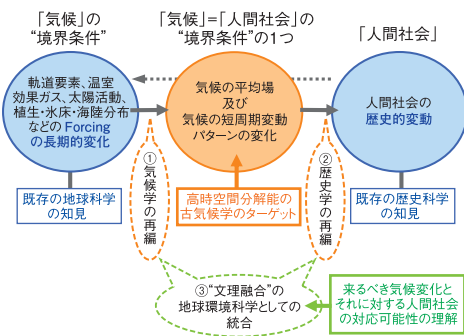 「気候」の
“境界条件”
「気候」=「人間社会」の
“境界条件”の1つ
「人間社会」
軌道要素、温室
効果ガス、太陽活動、
植生・氷床・海陸分布
などの Forcing
の長期的変化
気候の平均場
及び
気候の短周期変動
パターンの変化
人間社会の
歴史的変動
①気候学の再編
②歴史学の再編
既存の地球科学
の知見
高時空間分解能の
古気候学のターゲット
既存の歴史科学
の知見
③“文理融合”の
地球環境科学としての
統合
来るべき気候変化と
それに対する人間社会
の対応可能性の理解